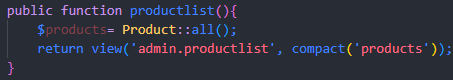 public function productlist(){
    $products= Product::all();
    return view('admin.productlist', compact('products'));
}